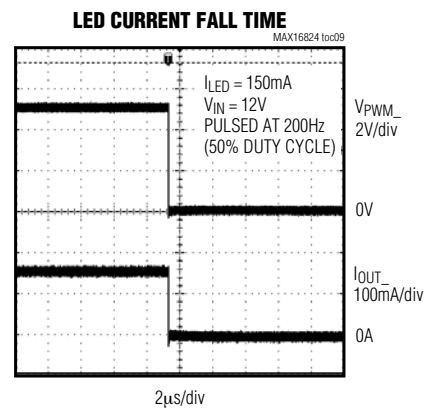 LED CURRENT FALL TIME
MAX16824 toc09
T
ILED = 150mA
VIN = 12V
PULSED AT 200Hz
(50% DUTY CYCLE)
VPWM_
2V/div
0V
IOUT_
100mA/div
0A
2μs/div